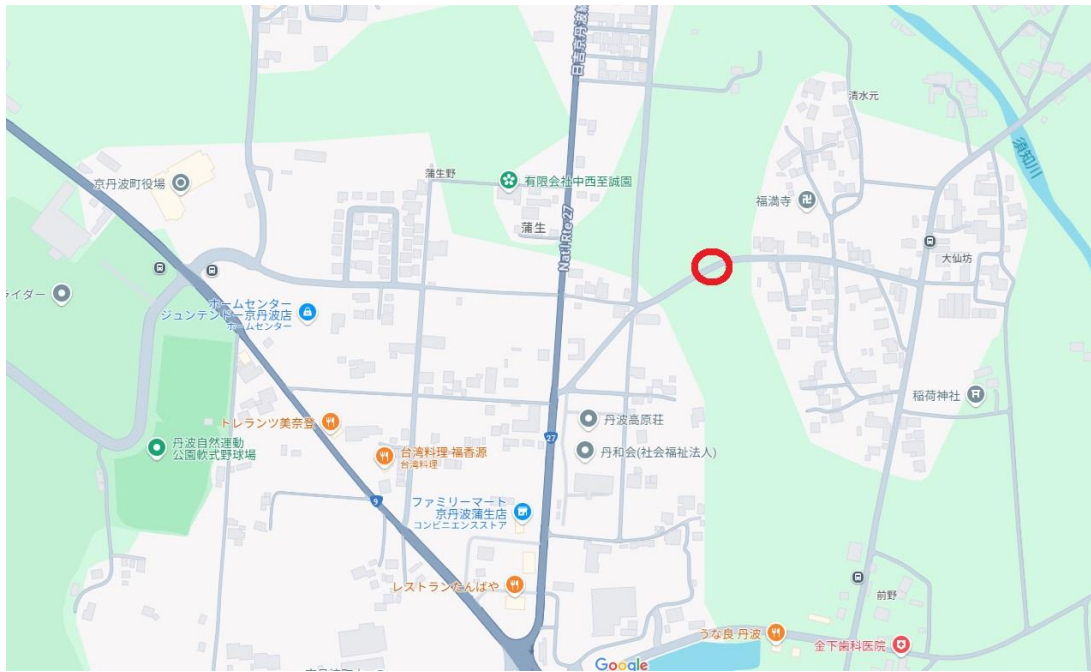 日吉京丹波線
清水元
須知川
京丹波町役場
蒲生野
有限会社中西至誠園
福満寺
蒲生
Nat'l Rte 27
大仙坊
ライダー
ホームセンター
ジュンテンドー京丹波店
ホームセンター
稲荷神社
トレランツ美奈登
丹波高原荘
丹波自然運動
公園軟式野球場
台湾料理·福香源
台湾料理
27
丹和会(社会福祉法人)
9
ファミリーマート
京丹波蒲生店
コンビニエンスストア
レストランたんばや
前野
うな良 丹波
金下歯科医院
Google